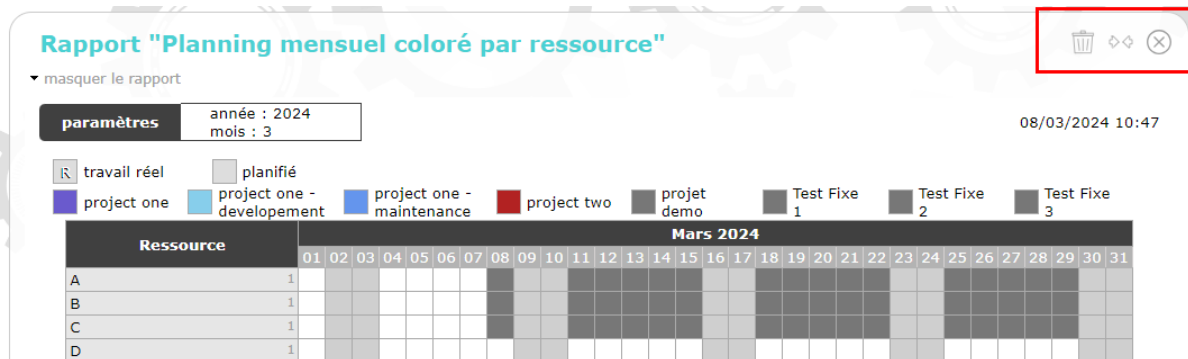 Rapport "Planning mensuel coloré par ressource"
masquer le rapport
paramètres
année : 2024
mois : 3
08/03/2024 10:47
R travail réel planifié
project one
project one -
developement
project one -
maintenance
project two
projet
demo
Test Fixe
1
Test Fixe
2
Test Fixe
3
Ressource
Mars 2024
01 02 03 04 05 06 07 08 09 10 11 12 13 14 15 16 17 18 19 20 21 22 23 24 25 26 27 28 29 30 31
A 1
B 1
C 1
D 1